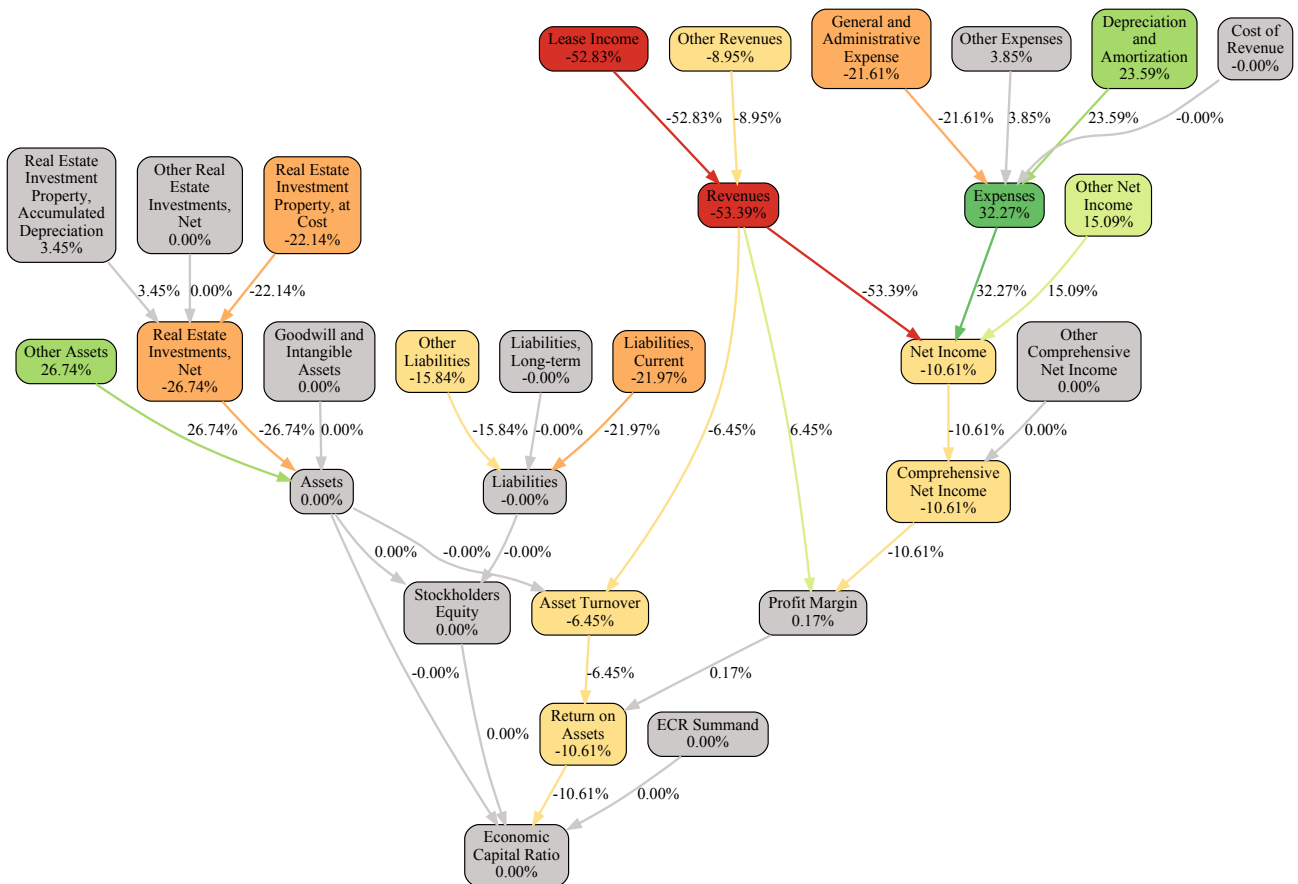 Lease Income
-52.83%
Other Revenues
-8.95%
General and
Administrative
Expense
-21.61%
Other Expenses
3.85%
Depreciation
and
Amortization
23.59%
Cost of
Revenue
-0.00%
-52.83%
-8.95%
-21.61%
3.85%
23.59%
-0.00%
Real Estate
Investment
Property,
Accumulated
Depreciation
3.45%
Other Real
Estate
Investments,
Net
0.00%
Real Estate
Investment
Property, at
Cost
-22.14%
Revenues
-53.39%
Expenses
32.27%
Other Net
Income
15.09%
3.45%
0.00%
-22.14%
-53.39%
32.27%
15.09%
Other Assets
26.74%
Real Estate
Investments,
Net
-26.74%
Goodwill and
Intangible
Assets
0.00%
Other
Liabilities
-15.84%
Liabilities,
Long-term
-0.00%
Liabilities,
Current
-21.97%
Net Income
-10.61%
Other
Comprehensive
Net Income
0.00%
26.74%
-26.74%
0.00%
-15.84%
-0.00%
-21.97%
-6.45%
6.45%
-10.61%
0.00%
Assets
0.00%
Liabilities
-0.00%
Comprehensive
Net Income
-10.61%
0.00%
-0.00%
-0.00%
-10.61%
Stockholders
Equity
0.00%
Asset Turnover
-6.45%
Profit Margin
0.17%
-0.00%
-6.45%
0.17%
Return on
Assets
-10.61%
ECR Summand
0.00%
0.00%
-10.61%
0.00%
Economic
Capital Ratio
0.00%